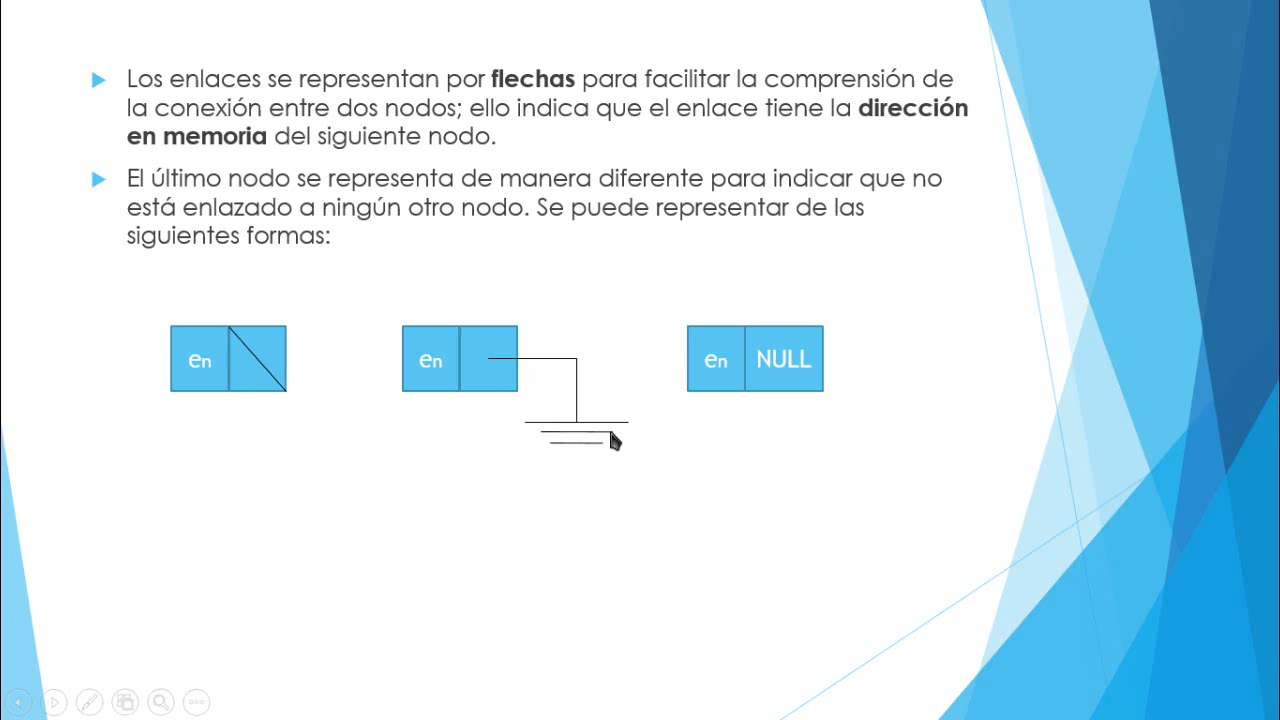 Los enlaces se representan por flechas para facilitar la comprensión de
la conexión entre dos nodos; ello indica que el enlace tiene la dirección
en memoria del siguiente nodo.
El último nodo se representa de manera diferente para indicar que no
está enlazado a ningún otro nodo. Se puede representar de las
siguientes formas:
en
en
en NULL